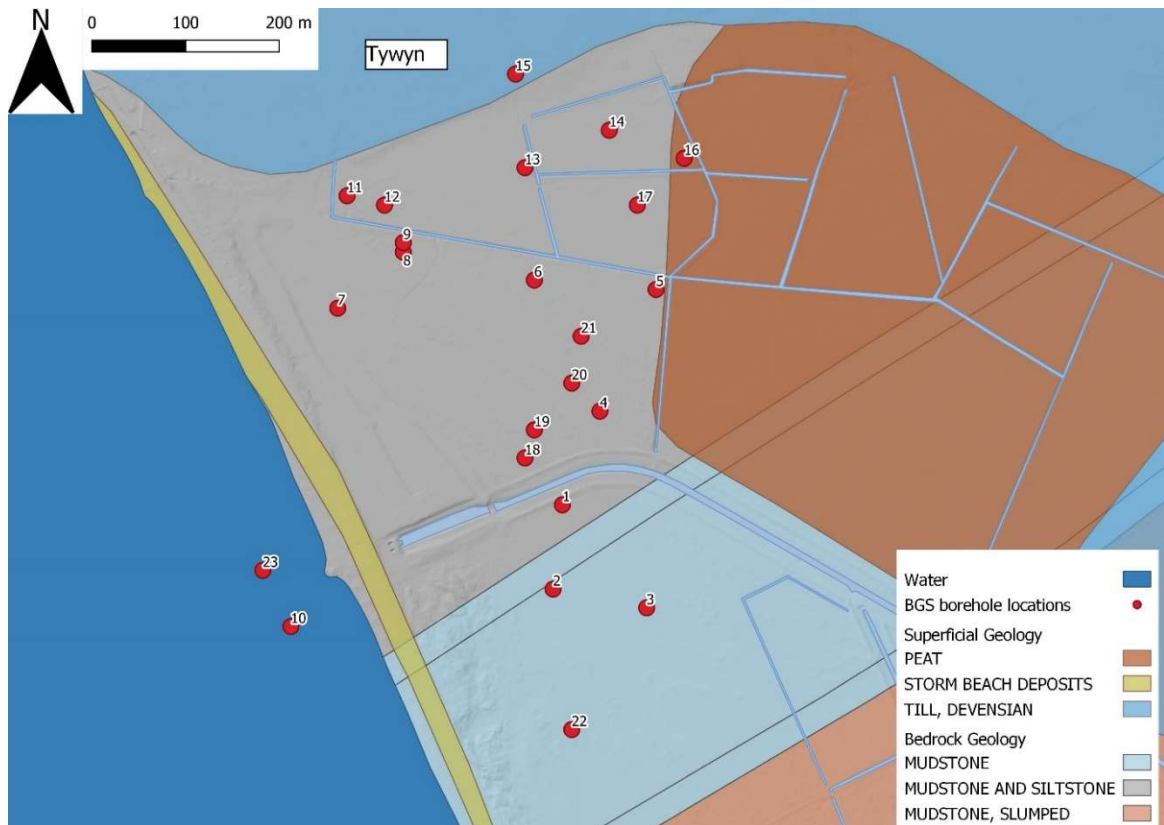 N
0 100 200 m
Tywyn
15
14
13
16
11
12
17
9
8
6
5
7
21
20
4
19
18
1
23
2
3
10
22
Water
BGS borehole locations
Superficial Geology
PEAT
STORM BEACH DEPOSITS
TILL, DEVENSIAN
Bedrock Geology
MUDSTONE
MUDSTONE AND SILTSTONE
MUDSTONE, SLUMPED